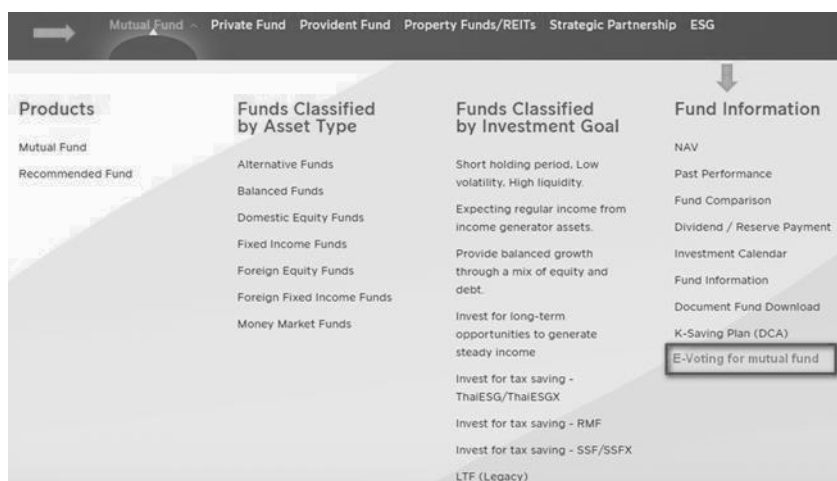 Mutual Fund Private Fund Provident Fund Property Funds/REITs Strategic Partnership ESG
Products
Mutual Fund
Recommended Fund
Funds Classified
by Asset Type
Alternative Funds
Balanced Funds
Domestic Equity Funds
Fixed Income Funds
Foreign Equity Funds
Foreign Fixed Income Funds
Money Market Funds
Funds Classified
by Investment Goal
Short holding period, Low
volatility, High liquidity.
Expecting regular income from
income generator assets.
Provide balanced growth
through a mix of equity and
debt.
Invest for long-term
opportunities to generate
steady income
Invest for tax saving -
ThaiESG/ThaiESGX
Invest for tax saving - RMF
Invest for tax saving - SSF/SSFX
LTF (Legacy)
Fund Information
NAV
Past Performance
Fund Comparison
Dividend / Reserve Payment
Investment Calendar
Fund Information
Document Fund Download
K-Saving Plan (DCA)
E-Voting for mutual fund